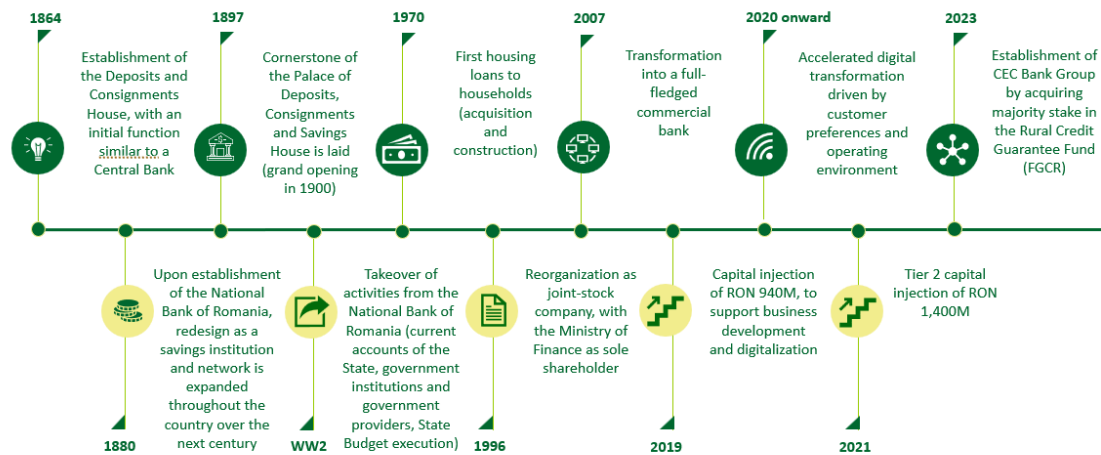 1864
Establishment of
the Deposits and
Consignments
House, with an
initial function
similar to a
Central Bank
1897
Cornerstone of
the Palace of
Deposits,
Consignments
and Savings
House is laid
(grand opening
in 1900)
1970
First housing
loans to
households
(acquisition
and
construction)
2007
Transformation
into a full-
fledged
commercial
bank
2020 onward
Accelerated digital
transformation
driven by
customer
preferences and
operating
environment
2023
Establishment of
CEC Bank Group
by acquiring
majority stake in
the Rural Credit
Guarantee Fund
(FGCR)
Upon establishment
of the National
Bank of Romania,
redesign as a
savings institution
and network is
expanded
throughout the
country over the
next century
1880
Takeover of
activities from the
National Bank of
Romania (current
accounts of the
State, government
institutions and
government
providers, State
Budget execution)
WW2
Reorganization as
joint-stock
company, with
the Ministry of
Finance as sole
shareholder
1996
Capital injection
of RON 940M, to
support business
development
and digitalization
2019
Tier 2 capital
injection of RON
1,400M
2021